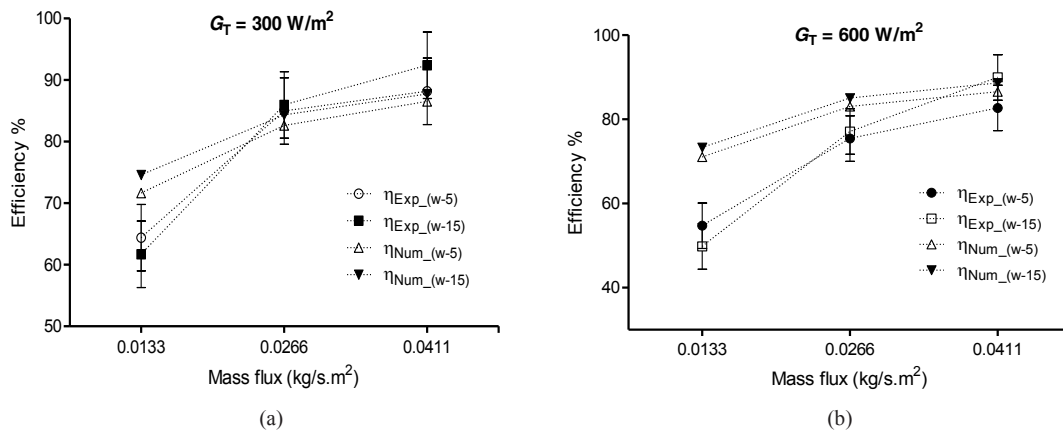 G_T = 300 W/m²
100
90
80
70
60
50
Efficiency %
η_Exp_(w-5)
η_Exp_(w-15)
η_Num_(w-5)
η_Num_(w-15)
0.0133 0.0266 0.0411
Mass flux (kg/s.m²)
(a)
G_T = 600 W/m²
100
80
60
40
Efficiency %
η_Exp_(w-5)
η_Exp_(w-15)
η_Num_(w-5)
η_Num_(w-15)
0.0133 0.0266 0.0411
Mass flux (kg/s.m²)
(b)